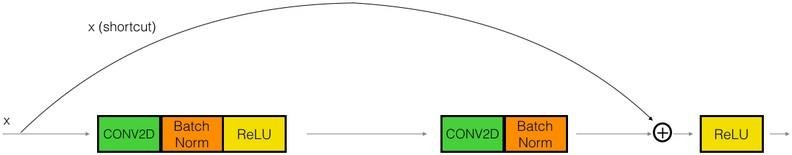 x (shortcut)
x
CONV2D
Batch
Norm
ReLU
CONV2D
Batch
Norm
+
ReLU